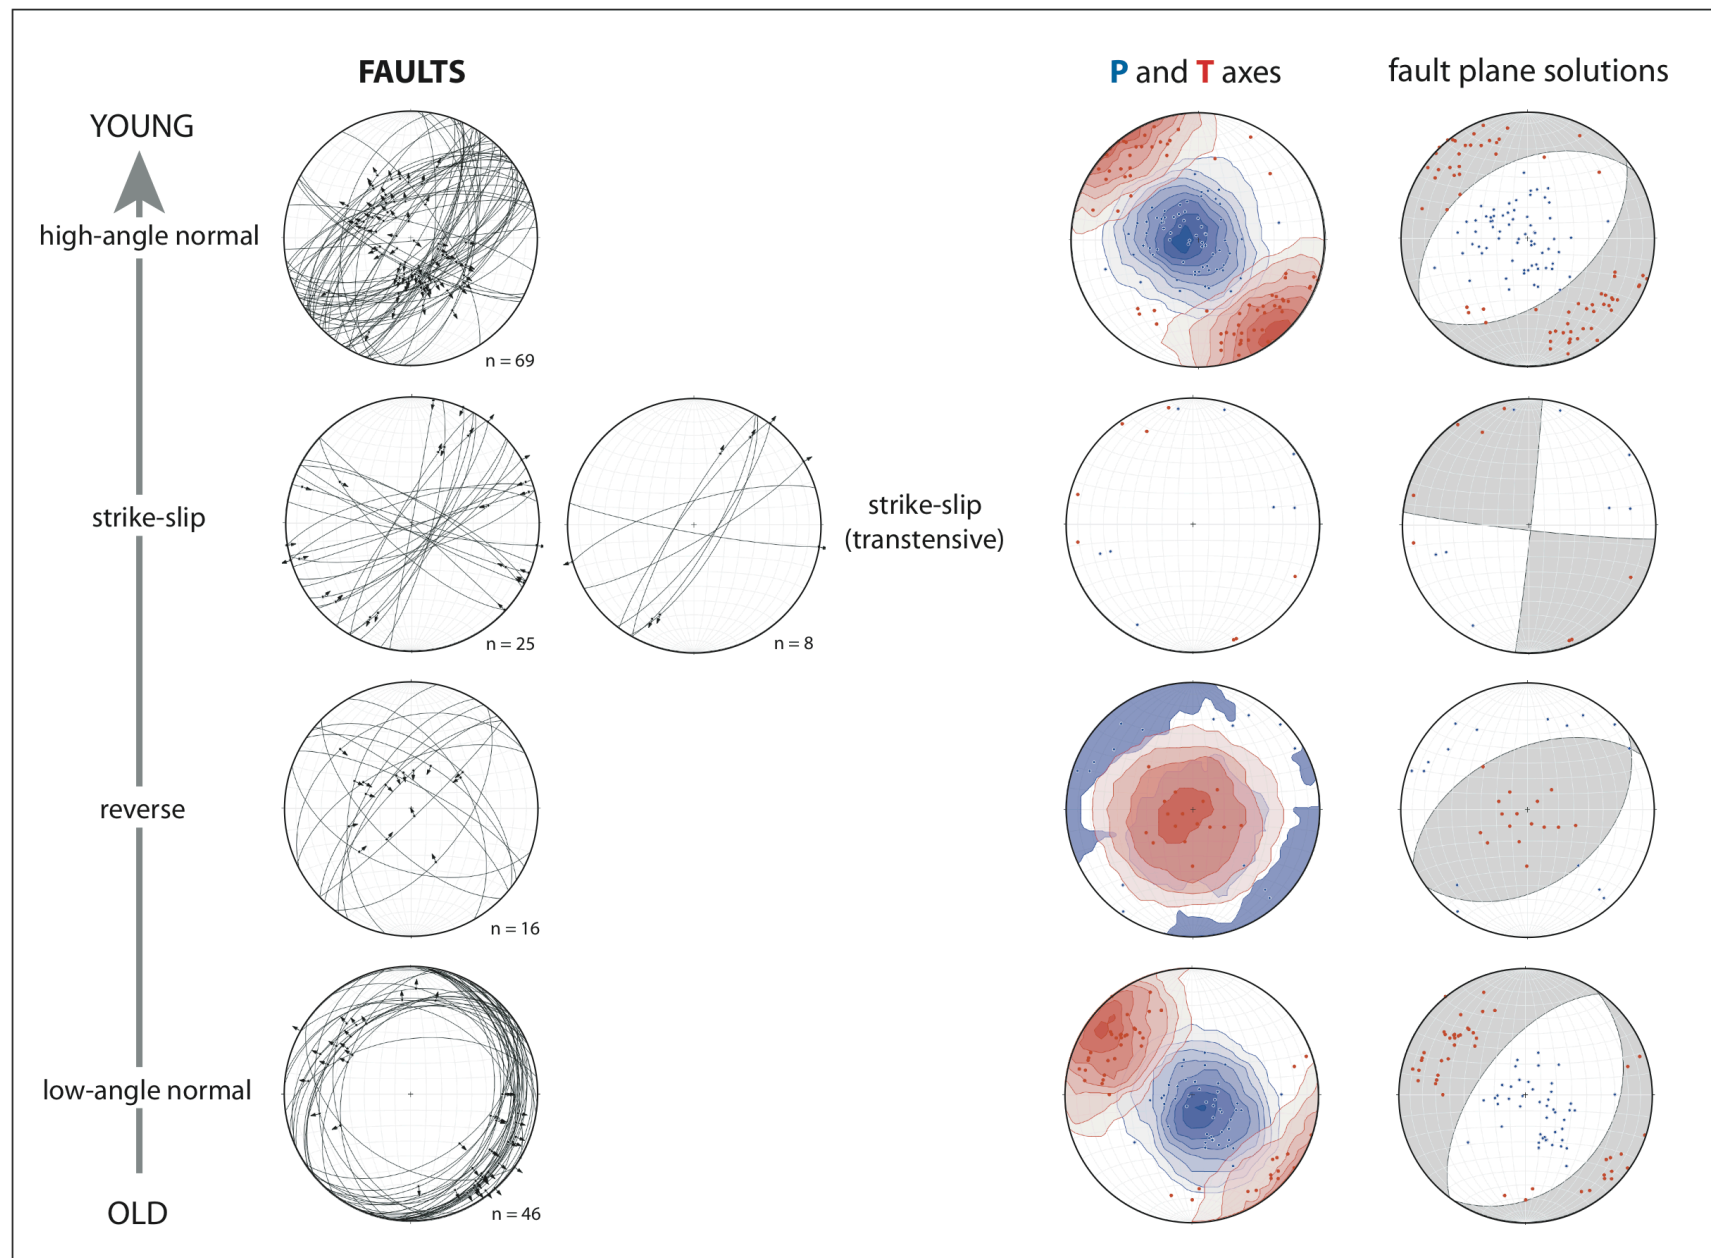 FAULTS
P and T axes
fault plane solutions
YOUNG
high-angle normal
n = 69
strike-slip
strike-slip
(transtensive)
n = 25
n = 8
reverse
n = 16
low-angle normal
n = 46
OLD